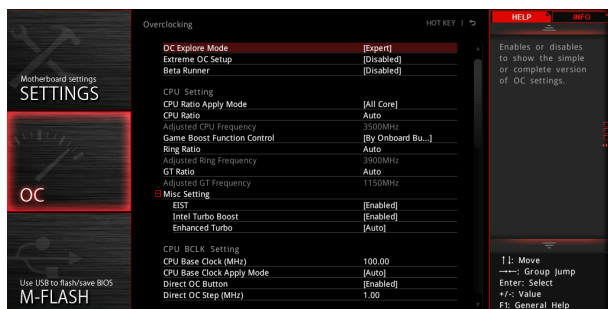 Overclocking
HOT KEY
HELP
INFO
OC Explore Mode [Expert]
Extreme OC Setup [Disabled]
Beta Runner [Disabled]
CPU Setting
CPU Ratio Apply Mode [All Core]
CPU Ratio Auto
Adjusted CPU Frequency 3500MHz
Game Boost Function Control [By Onboard Bu...]
Ring Ratio Auto
Adjusted Ring Frequency 3900MHz
GT Ratio Auto
Adjusted GT Frequency 1150MHz
Misc Setting
EIST [Enabled]
Intel Turbo Boost [Enabled]
Enhanced Turbo [Auto]
CPU BCLK Setting
CPU Base Clock (MHz) 100.00
CPU Base Clock Apply Mode [Auto]
Direct OC Button [Enabled]
Direct OC Step (MHz) 1.00
Motherboard settings
SETTINGS
OC
Use USB to flash/save BIOS
M-FLASH
Enables or disables
to show the simple
or complete version
of OC settings.
↑↓: Move
→←: Group Jump
Enter: Select
+/-: Value
F1: General Help